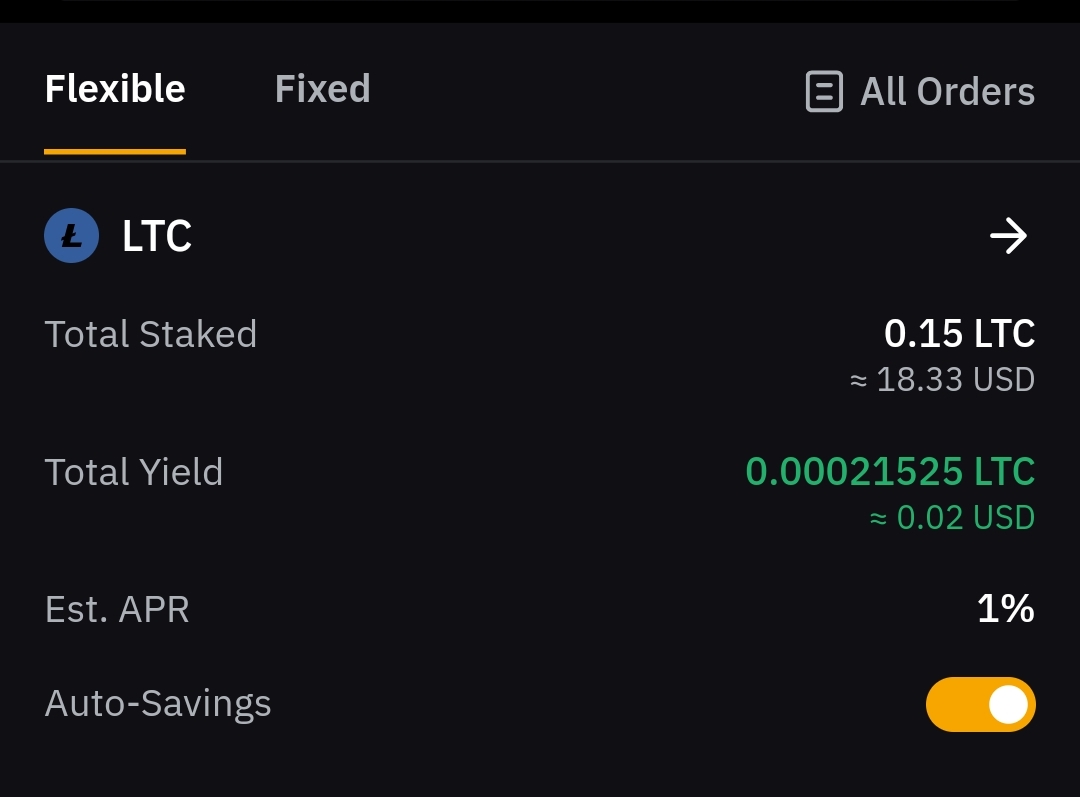 Flexible Fixed All Orders
Ł LTC
Total Staked 0.15 LTC
≈ 18.33 USD
Total Yield 0.00021525 LTC
≈ 0.02 USD
Est. APR 1%
Auto-Savings